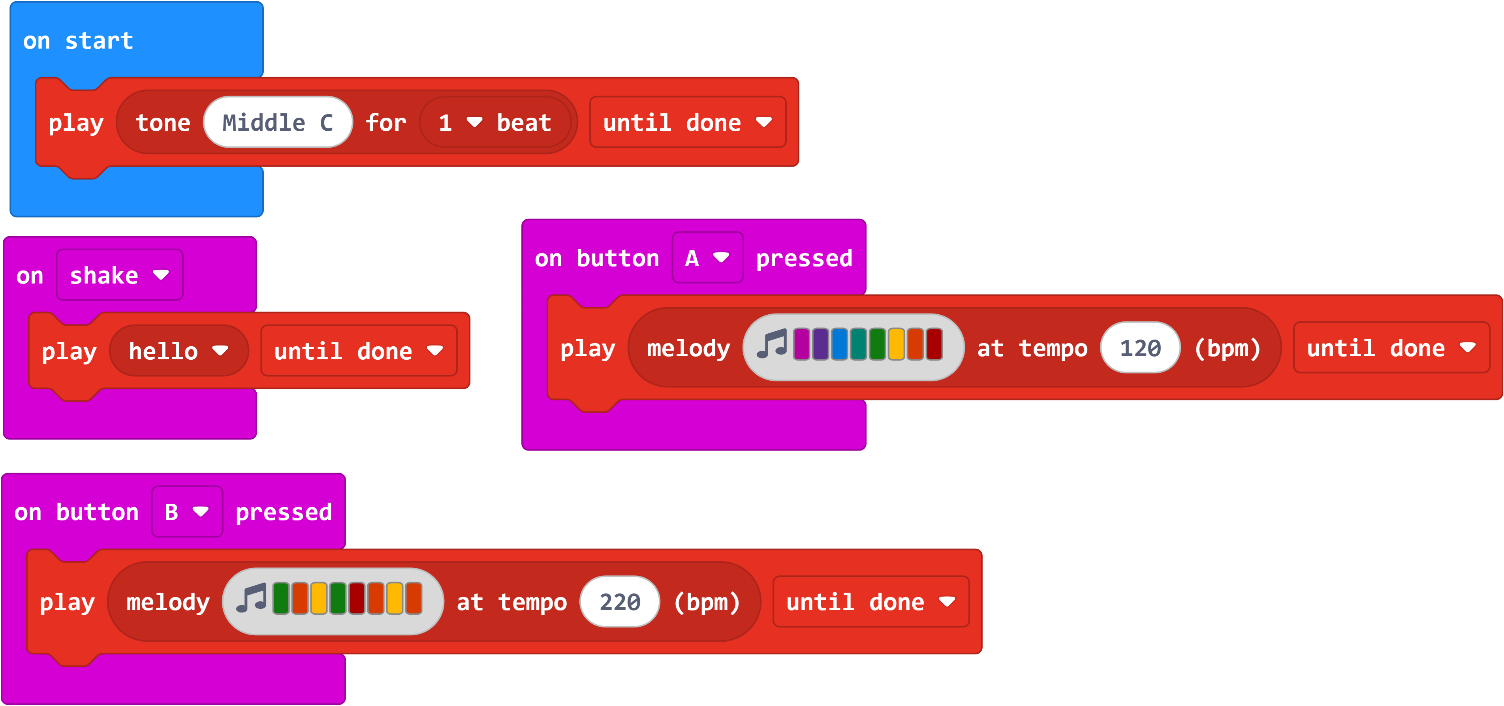 on start
play tone Middle C for 1 beat until done
on shake
play hello until done
on button A pressed
play melody at tempo 120 (bpm) until done
on button B pressed
play melody at tempo 220 (bpm) until done